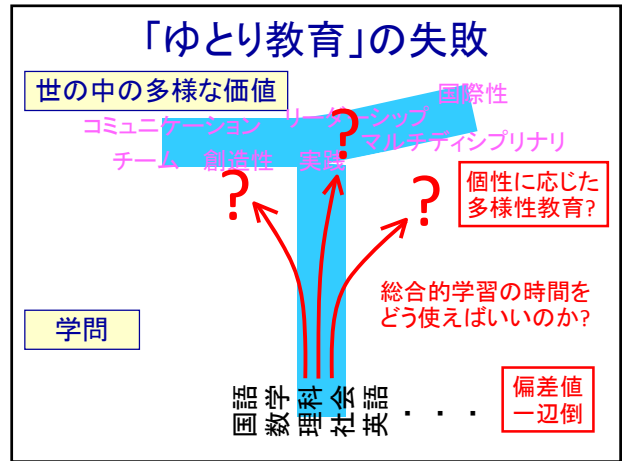 「ゆとり教育」の失敗
世の中の多様な価値
国際性
コミュニケーション リーダーシップ
?
マルチディシプリナリ
チーム 創造性 実践
?
?
個性に応じた
多様性教育?
総合的学習の時間を
どう使えばいいのか?
学問
国語
数学
理科
社会
英語
・・・
偏差値
一辺倒